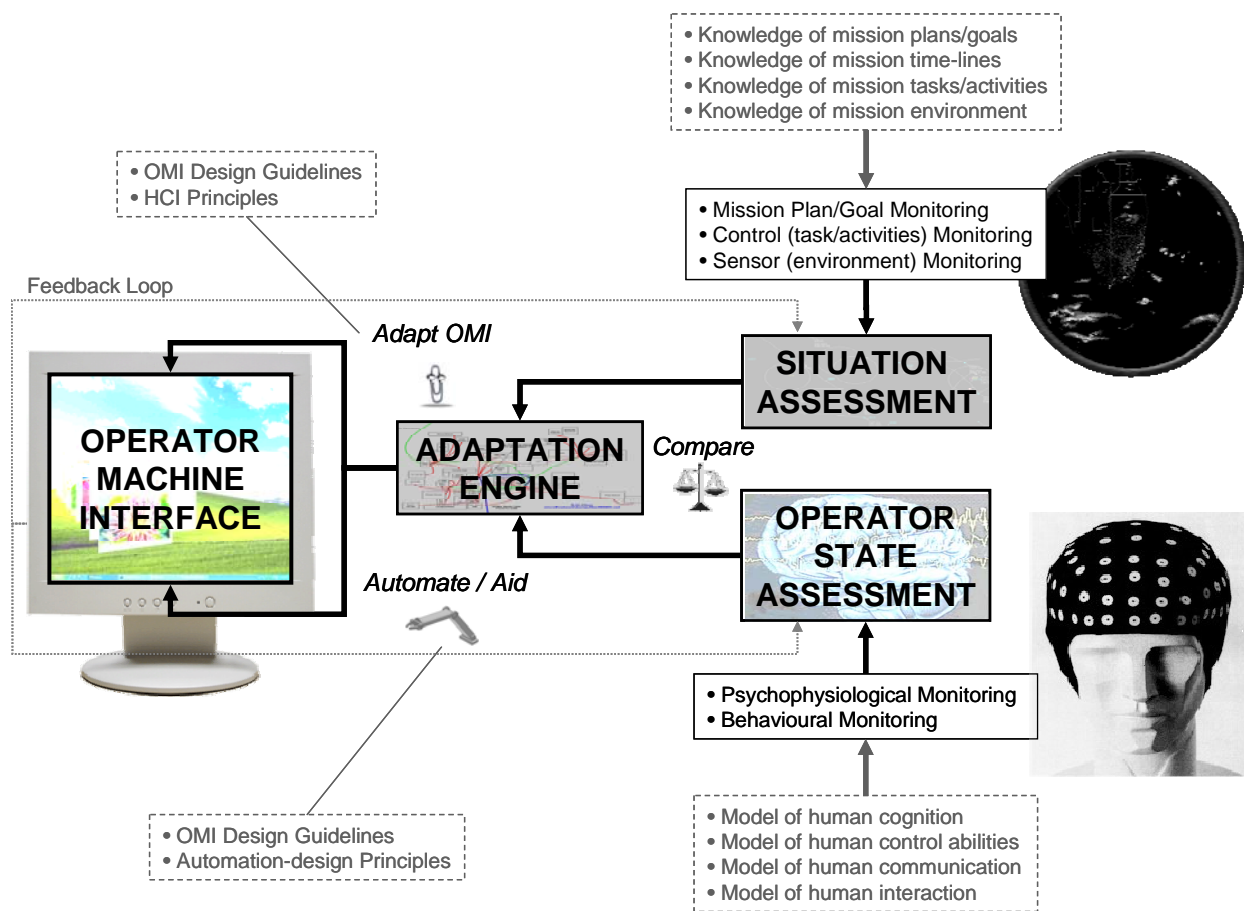 • Knowledge of mission plans/goals
• Knowledge of mission time-lines
• Knowledge of mission tasks/activities
• Knowledge of mission environment
• OMI Design Guidelines
• HCI Principles
• Mission Plan/Goal Monitoring
• Control (task/activities) Monitoring
• Sensor (environment) Monitoring
Feedback Loop
Adapt OMI
SITUATION
ASSESSMENT
OPERATOR
MACHINE
INTERFACE
ADAPTATION
ENGINE
Compare
OPERATOR
STATE
ASSESSMENT
Automate / Aid
• Psychophysiological Monitoring
• Behavioural Monitoring
• OMI Design Guidelines
• Automation-design Principles
• Model of human cognition
• Model of human control abilities
• Model of human communication
• Model of human interaction